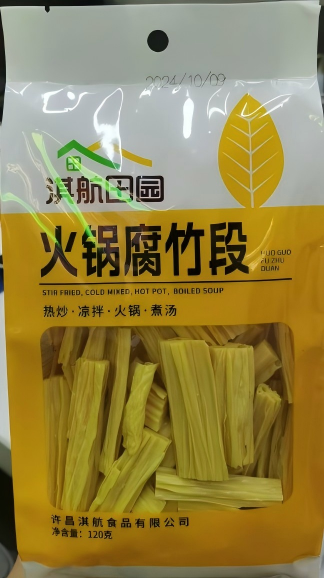 2024/10/09
淇航田园
火锅腐竹段
HUO GUO
FU ZHU
DUAN
STIR FRIED, COLD MIXED, HOT POT, BOILED SOUP
热炒·凉拌·火锅·煮汤
许昌淇航食品有限公司
净含量：120克